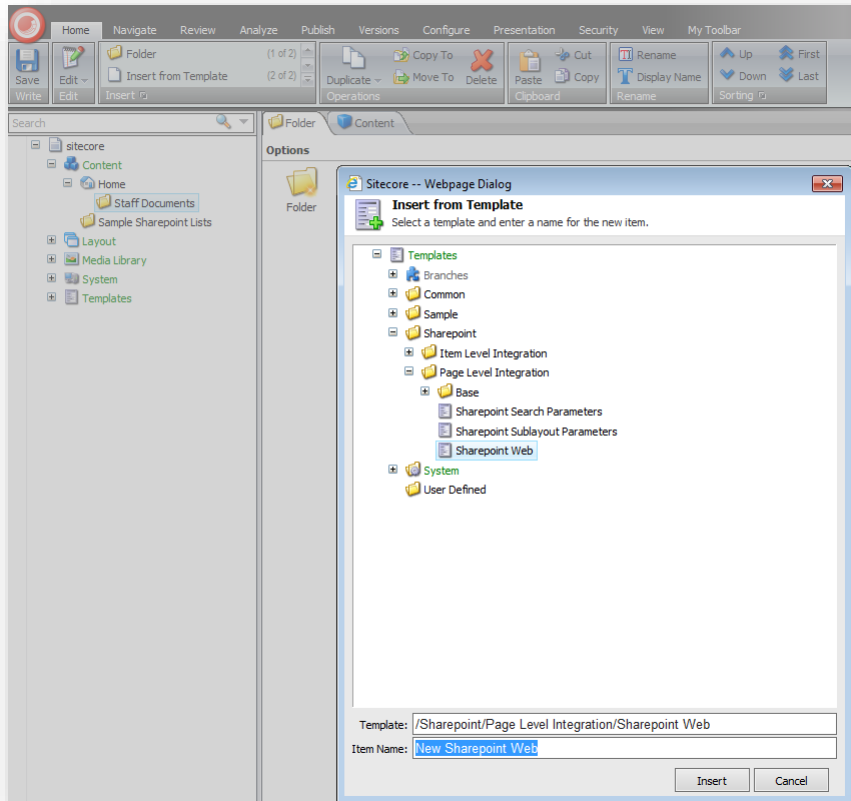 Home Navigate Review Analyze Publish Versions Configure Presentation Security View My Toolbar
Save
Write
Edit
Edit
Folder
Insert from Template
Insert
(1 of 2)
(2 of 2)
Duplicate
Copy To
Move To
Delete
Operations
Paste
Cut
Copy
Clipboard
Rename
Display Name
Rename
Up
Down
First
Last
Sorting
Search
sitecore
Content
Home
Staff Documents
Sample Sharepoint Lists
Layout
Media Library
System
Templates
Folder Content
Options
Folder
Sitecore -- Webpage Dialog
Insert from Template
Select a template and enter a name for the new item.
Templates
Branches
Common
Sample
Sharepoint
Item Level Integration
Page Level Integration
Base
Sharepoint Search Parameters
Sharepoint Sublayout Parameters
Sharepoint Web
System
User Defined
Template: /Sharepoint/Page Level Integration/Sharepoint Web
Item Name: New Sharepoint Web
Insert Cancel